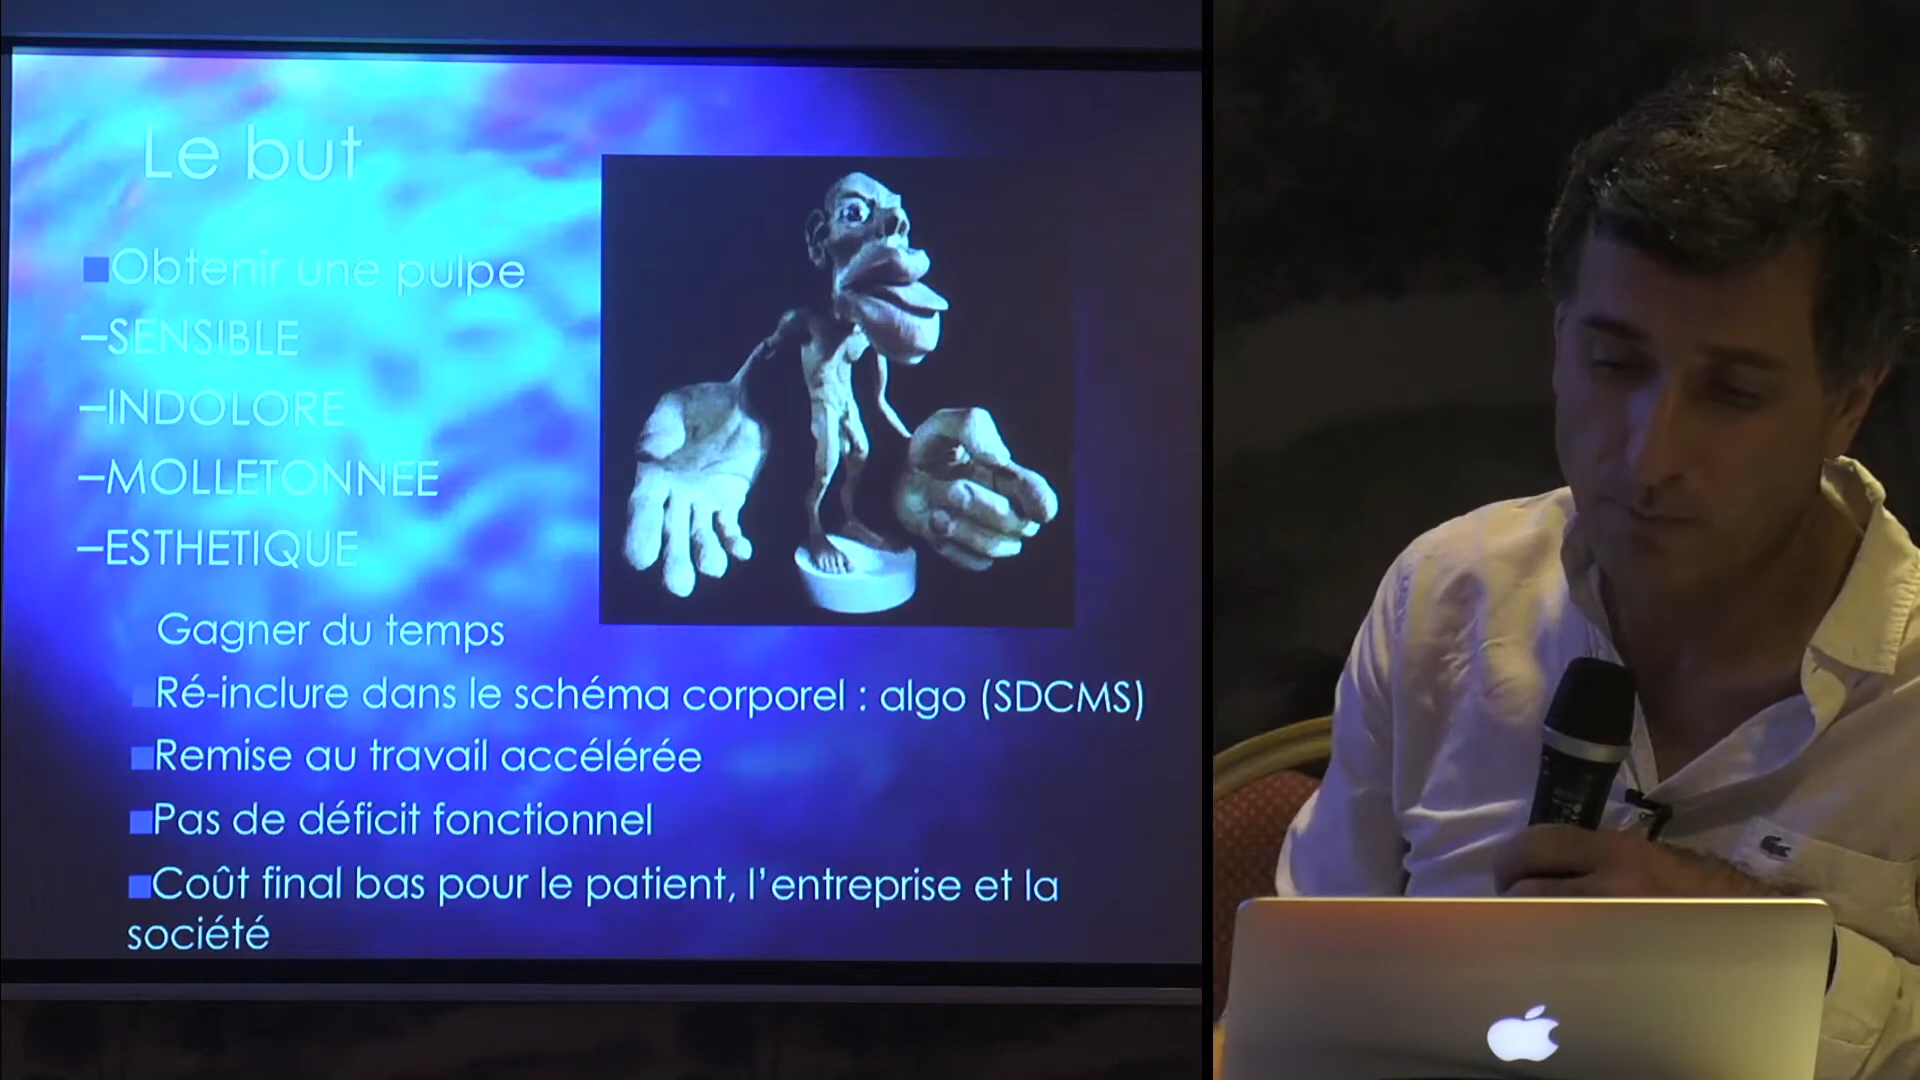 Le but
Obtenir une pulpe
–SENSIBLE
–INDOLORE
–MOLLETONNEE
–ESTHETIQUE
Gagner du temps
Ré-inclure dans le schéma corporel : algo (SDCMS)
Remise au travail accélérée
Pas de déficit fonctionnel
Coût final bas pour le patient, l'entreprise et la
société